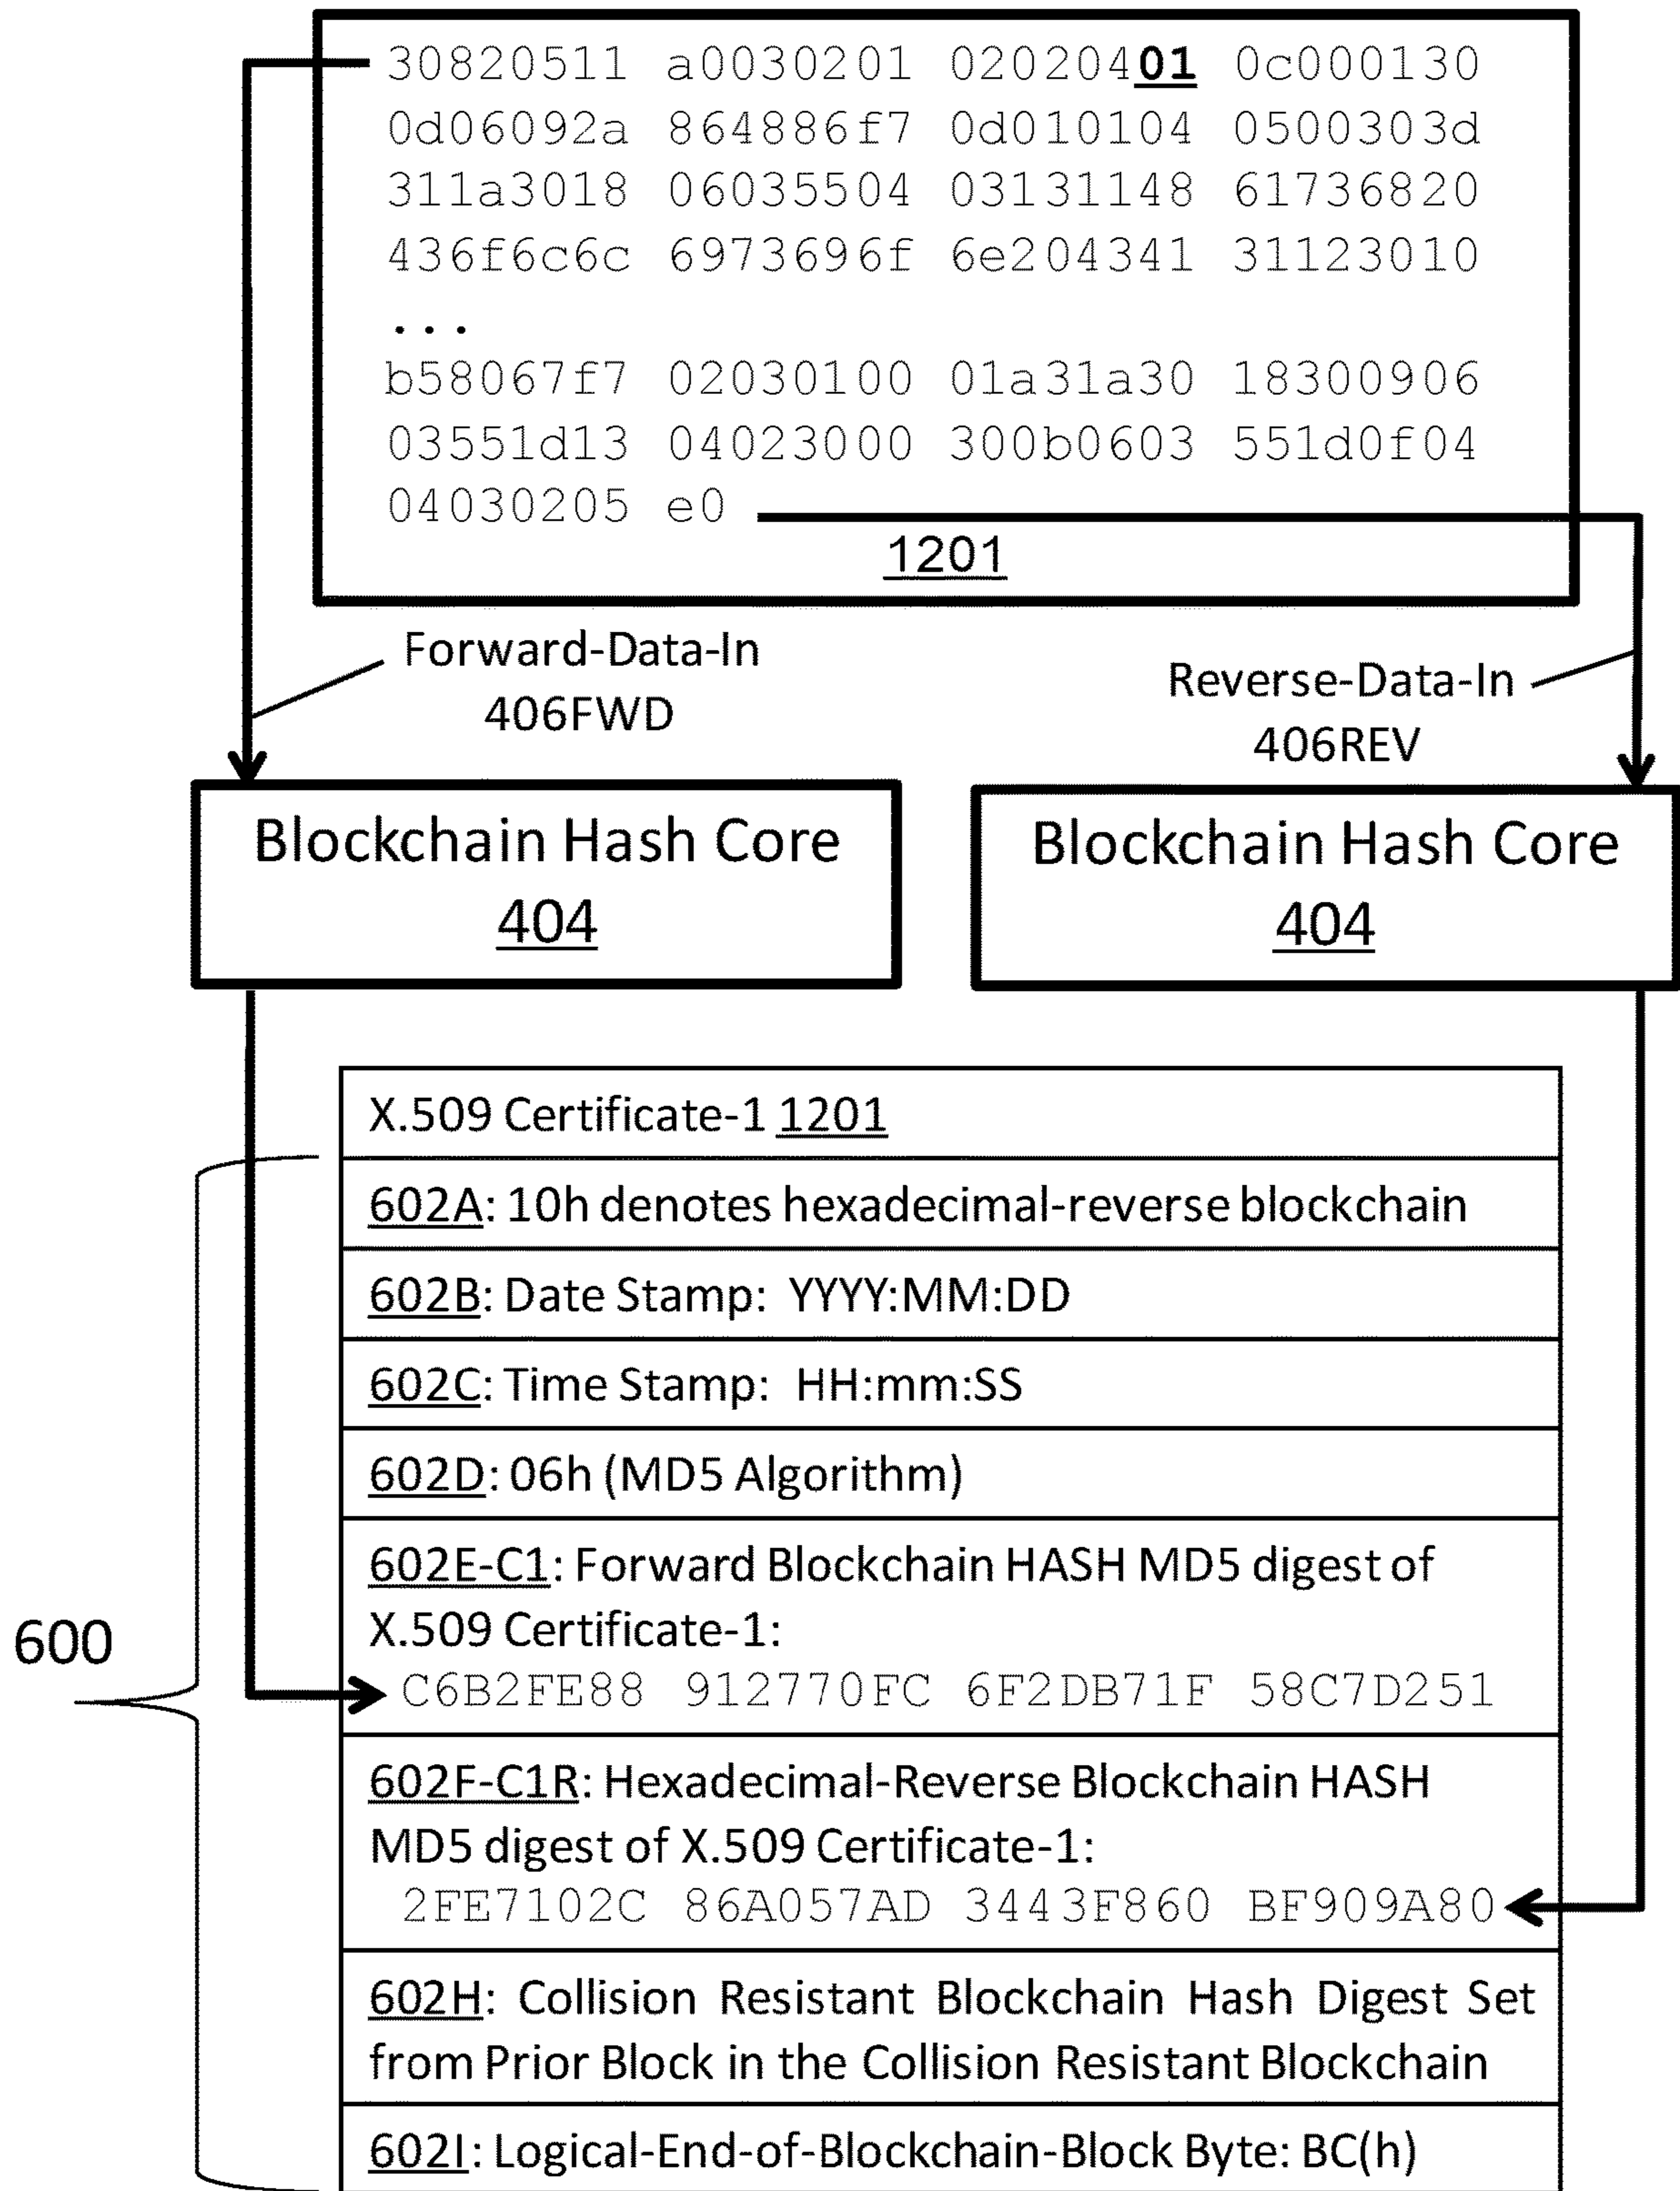 30820511 a0030201 02020401 0c000130
0d06092a 864886f7 0d010104 0500303d
311a3018 06035504 03131148 61736820
436f6c6c 6973696f 6e204341 31123010
...
b58067f7 02030100 01a31a30 18300906
03551d13 04023000 300b0603 551d0f04
04030205 e0
1201
Forward-Data-In
406FWD
Reverse-Data-In
406REV
Blockchain Hash Core
404
Blockchain Hash Core
404
X.509 Certificate-1 1201
602A: 10h denotes hexadecimal-reverse blockchain
602B: Date Stamp: YYYY:MM:DD
602C: Time Stamp: HH:mm:SS
602D: 06h (MD5 Algorithm)
602E-C1: Forward Blockchain HASH MD5 digest of
X.509 Certificate-1:
C6B2FE88 912770FC 6F2DB71F 58C7D251
600
602F-C1R: Hexadecimal-Reverse Blockchain HASH
MD5 digest of X.509 Certificate-1:
2FE7102C 86A057AD 3443F860 BF909A80
602H: Collision Resistant Blockchain Hash Digest Set
from Prior Block in the Collision Resistant Blockchain
602I: Logical-End-of-Blockchain-Block Byte: BC(h)